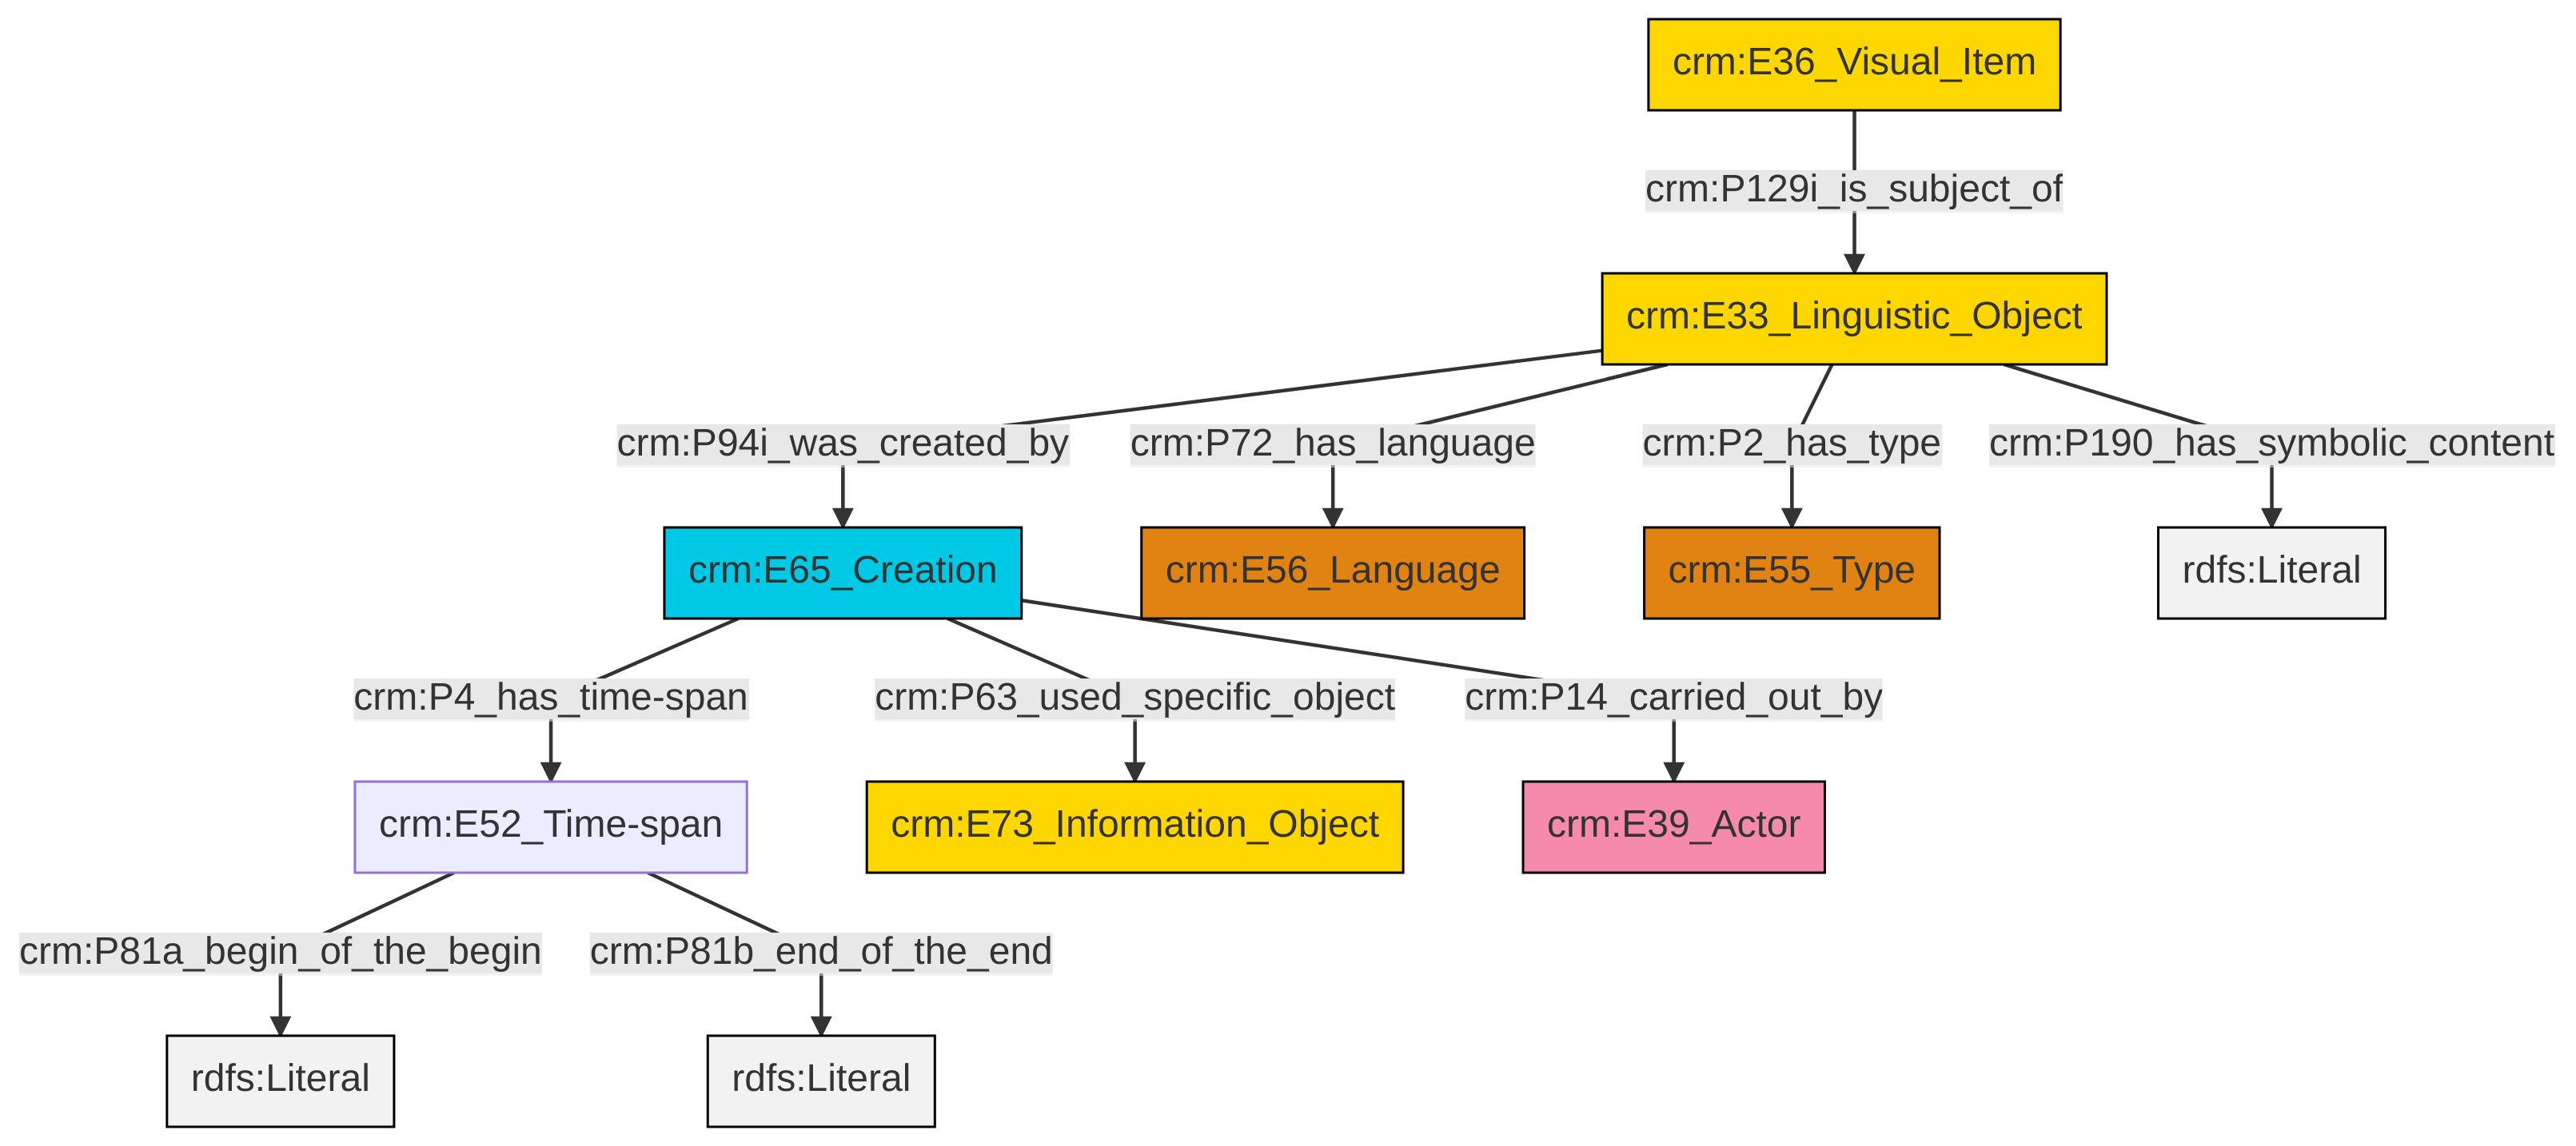 crm:E36_Visual_Item
crm:P129i_is_subject_of
crm:E33_Linguistic_Object
crm:P94i_was_created_by
crm:P72_has_language
crm:P2_has_type
crm:P190_has_symbolic_content
crm:E65_Creation
crm:E56_Language
crm:E55_Type
rdfs:Literal
crm:P4_has_time-span
crm:P63_used_specific_object
crm:P14_carried_out_by
crm:E52_Time-span
crm:E73_Information_Object
crm:E39_Actor
crm:P81a_begin_of_the_begin
crm:P81b_end_of_the_end
rdfs:Literal
rdfs:Literal